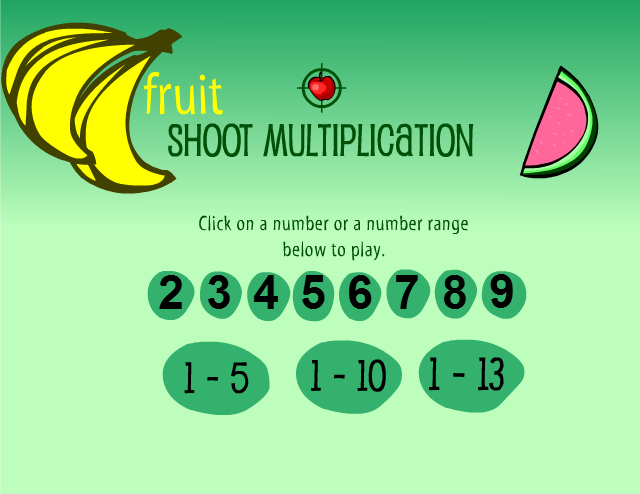 fruit
SHOOT MULTIPLICATION
Click on a number or a number range
below to play.
2 3 4 5 6 7 8 9
1 - 5 1 - 10 1 - 13